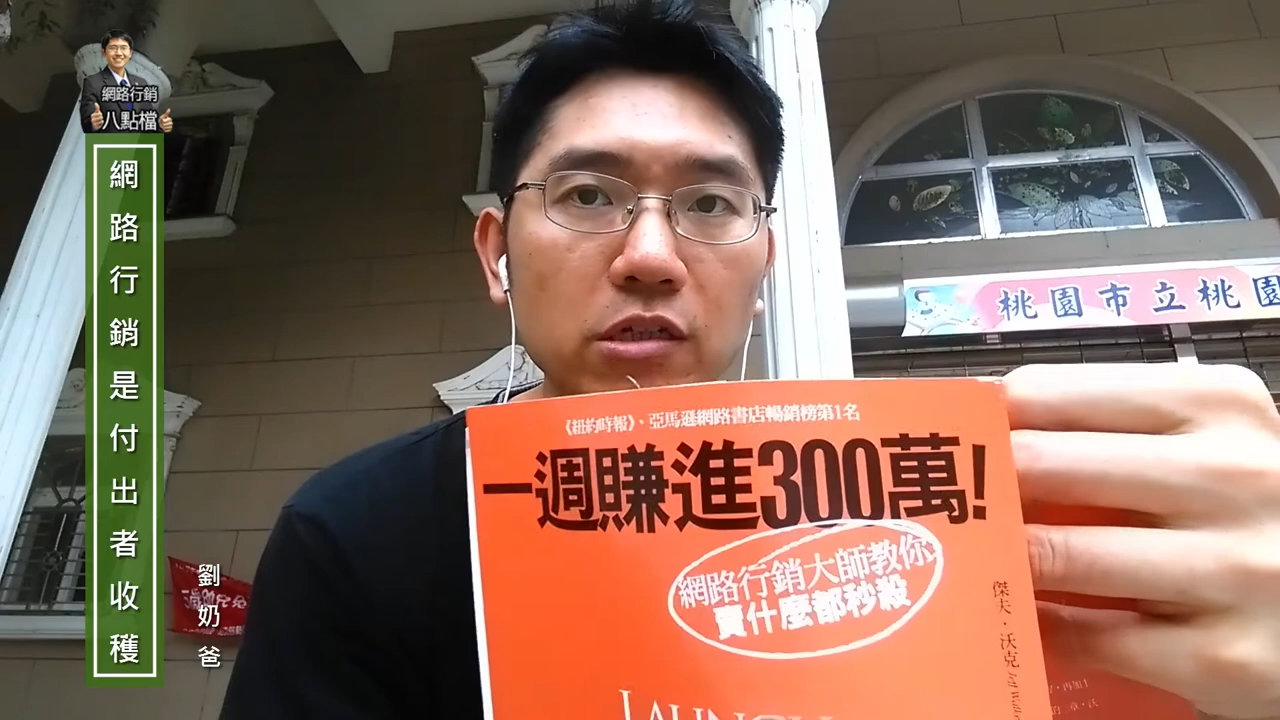 網路行銷
八點檔
網路行銷是付出者收穫
劉奶爸
桃園市立桃園
《紐約時報》、亞馬遜網路書店暢銷榜第1名
一週賺進300萬!
網路行銷大師教你
賣什麼都秒殺
傑夫·沃克
LAUNCH